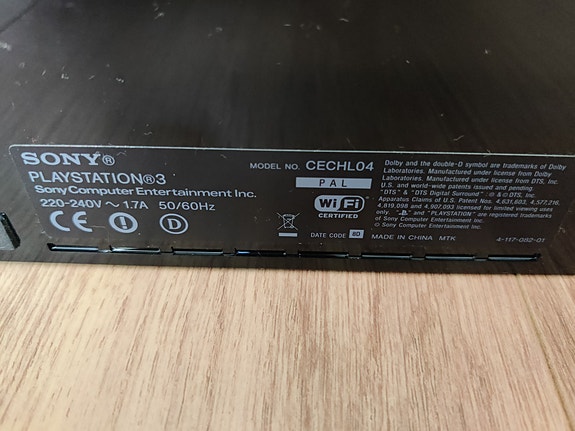 SONY®
PLAYSTATION®3
Sony Computer Entertainment Inc.
220-240V ~ 1.7A 50/60Hz
CE
D
MODEL NO. CECHL04
PAL
Wi Fi
CERTIFIED
DATE CODE 8D
MADE IN CHINA MTK
Dolby and the double-D symbol are trademarks of Dolby
Laboratories. Manufactured under license from Dolby
Laboratories. Manufactured under license from DTS, Inc.
U.S. and world-wide patents issued and pending.
"DTS" & "DTS Digital Surround" ® & © DTS, Inc.
Apparatus Claims of U.S. Patent Nos. 4,631,603, 4,577,216,
4,819,098 and 4,907,093 licensed for limited viewing uses
only. and "PLAYSTATION" are registered trademarks
of Sony Computer Entertainment Inc.
© Sony Computer Entertainment Inc.
4-117-092-01